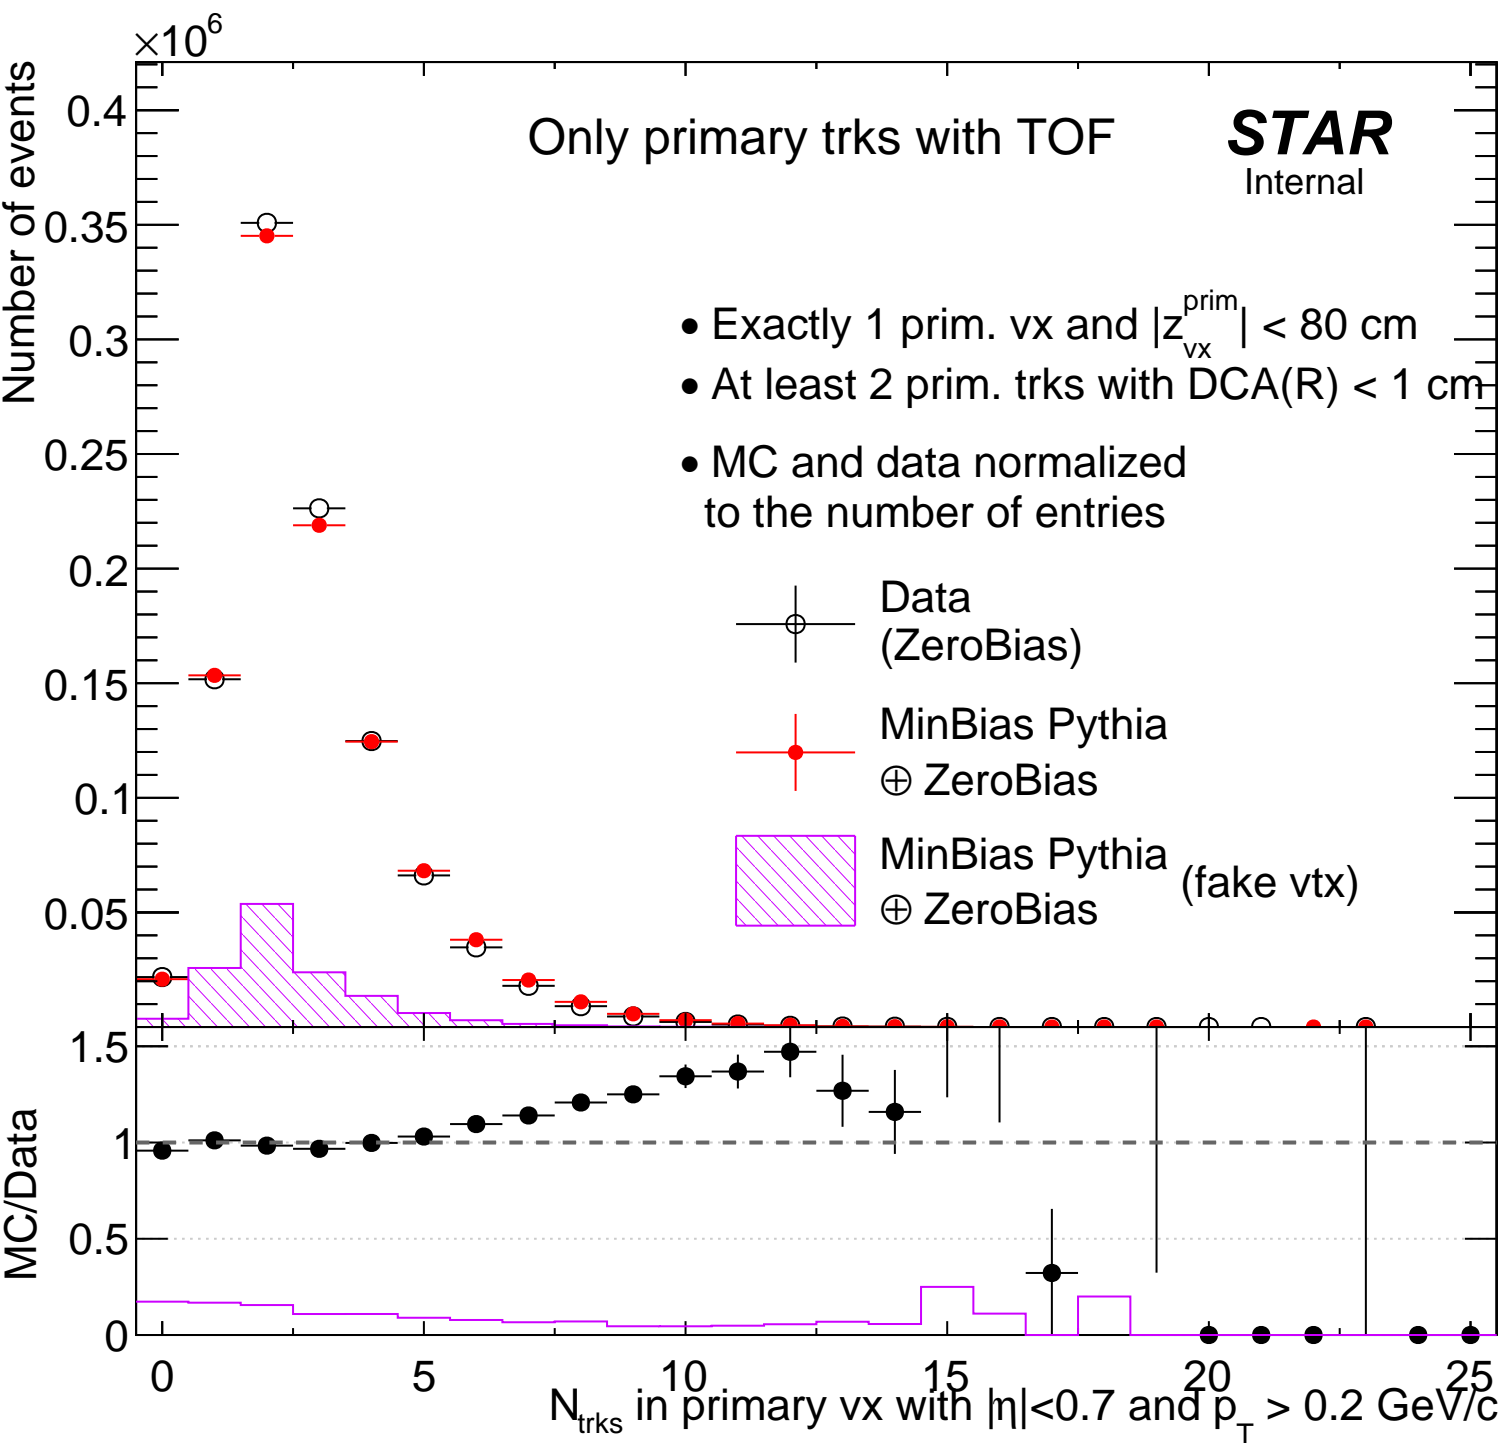 ×10⁶
Number of events
0.4
0.35
0.3
0.25
0.2
0.15
0.1
0.05
Only primary trks with TOF
STAR
Internal
• Exactly 1 prim. vx and |z_vx^prim| < 80 cm
• At least 2 prim. trks with DCA(R) < 1 cm
• MC and data normalized
to the number of entries
Data
(ZeroBias)
MinBias Pythia
⊕ ZeroBias
MinBias Pythia
⊕ ZeroBias
(fake vtx)
MC/Data
1.5
1
0.5
0
0 5 10 15 20 25
N_trks in primary vx with |η|<0.7 and p_T > 0.2 GeV/c